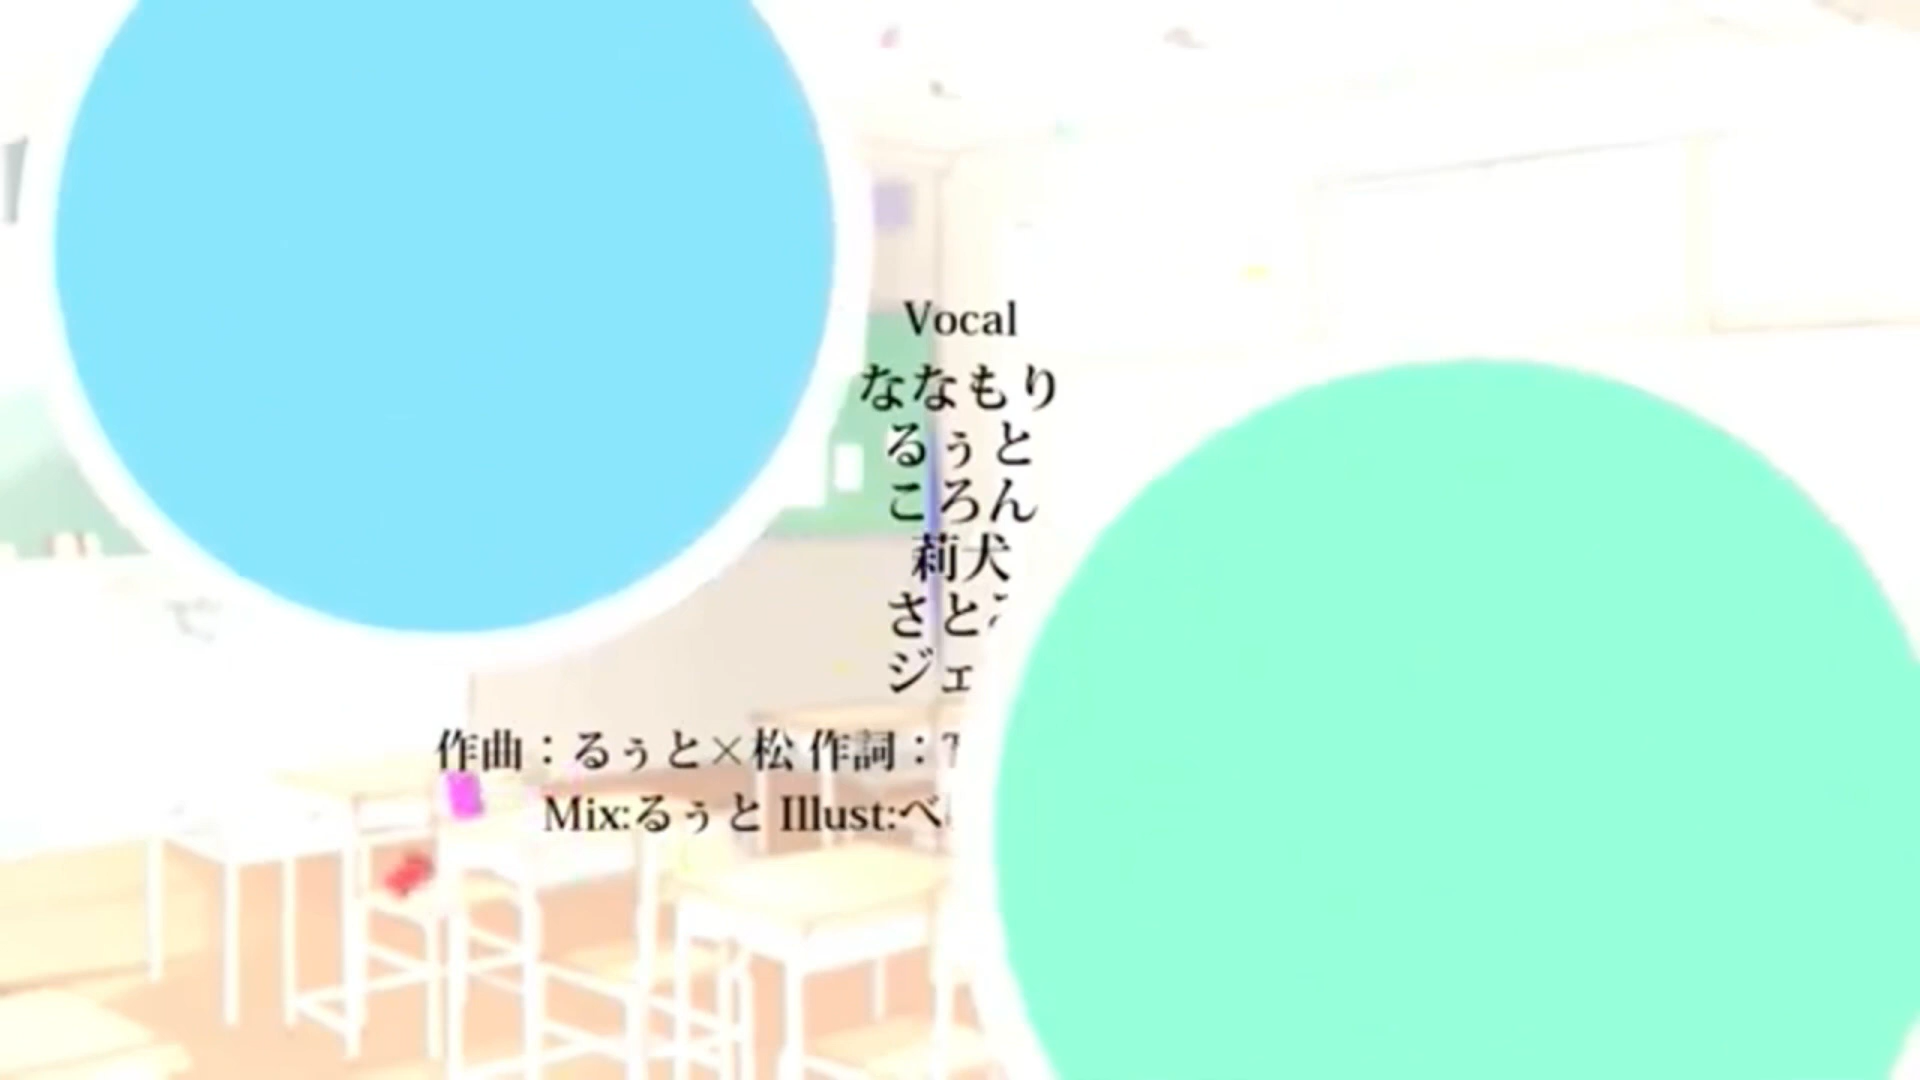 Vocal
ななもり
るぅと
ころん
莉犬
さと
ジェ
作曲：るぅと×松 作詞：
Mix:るぅと Illust:べ